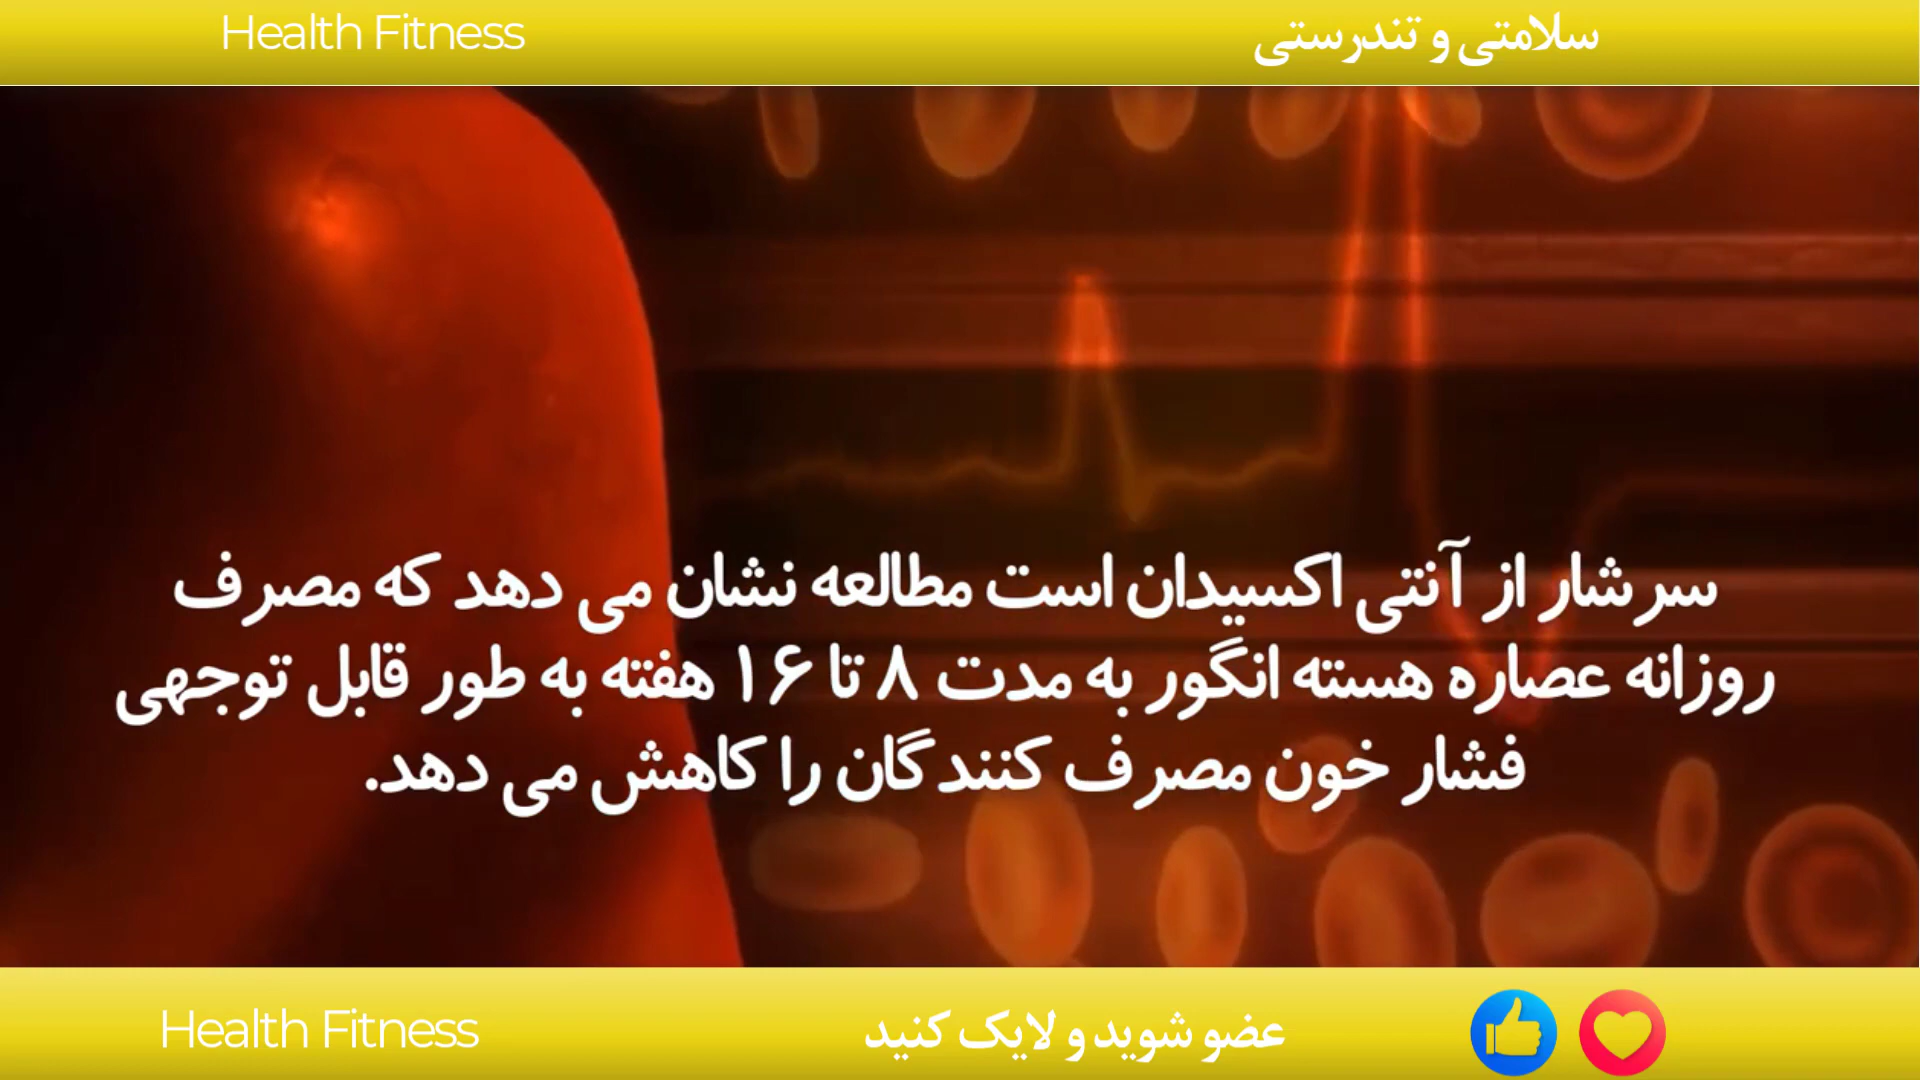 Health Fitness
سلامتی و تندرستی
سرشار از آنتی اکسیدان است مطالعه نشان می دهد که مصرف
روزانه عصاره هسته انگور به مدت ۸ تا ۱۶ هفته به طور قابل توجهی
فشار خون مصرف کنندگان را کاهش می دهد.
Health Fitness
عضو شوید و لایک کنید